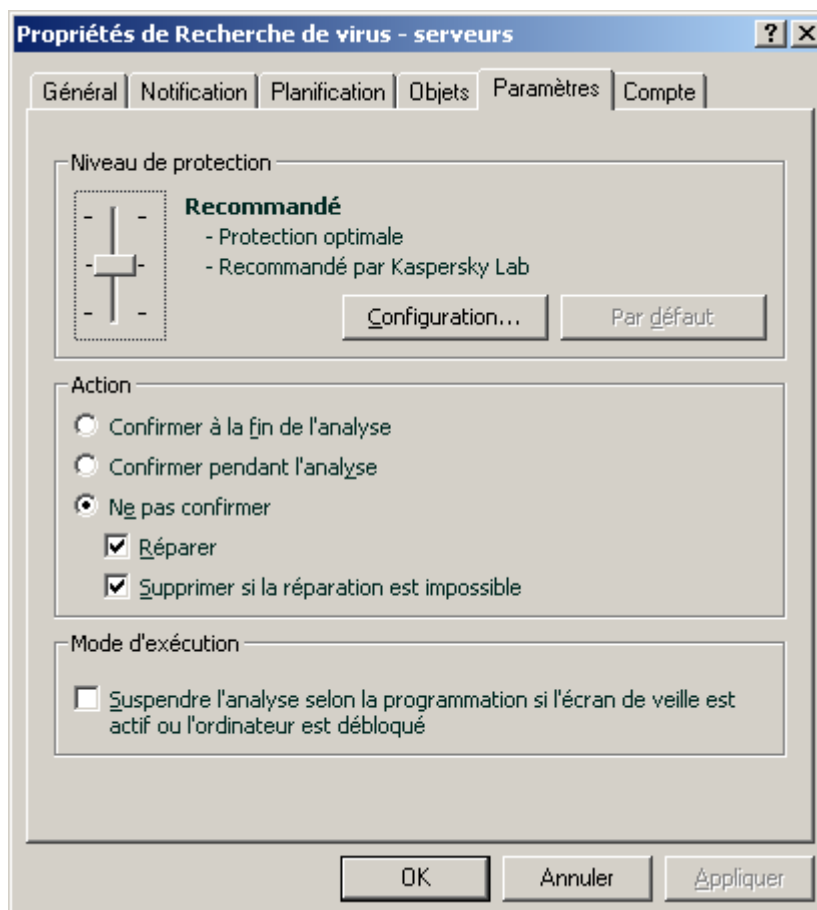 Propriétés de Recherche de virus - serveurs
Général Notification Planification Objets Paramètres Compte
Niveau de protection
Recommandé
- Protection optimale
- Recommandé par Kaspersky Lab
Configuration... Par défaut
Action
Confirmer à la fin de l'analyse
Confirmer pendant l'analyse
Ne pas confirmer
Réparer
Supprimer si la réparation est impossible
Mode d'exécution
Suspendre l'analyse selon la programmation si l'écran de veille est
actif ou l'ordinateur est débloqué
OK Annuler Appliquer